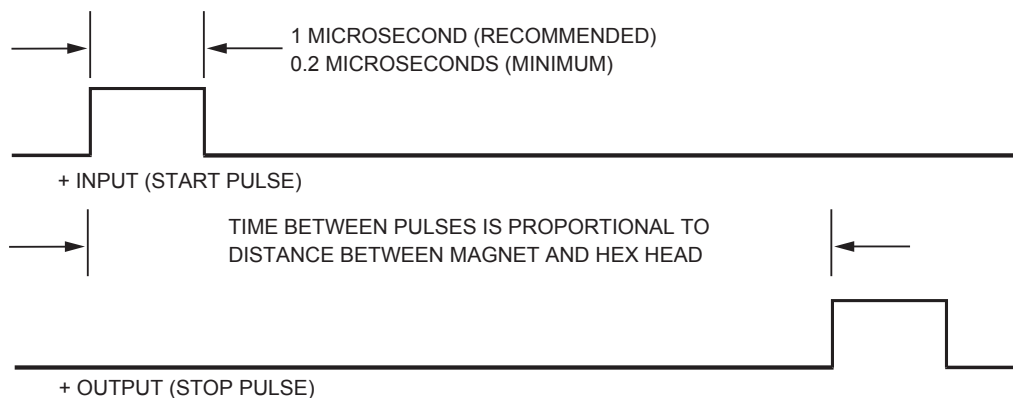 1 MICROSECOND (RECOMMENDED)
0.2 MICROSECONDS (MINIMUM)
+ INPUT (START PULSE)
TIME BETWEEN PULSES IS PROPORTIONAL TO
DISTANCE BETWEEN MAGNET AND HEX HEAD
+ OUTPUT (STOP PULSE)